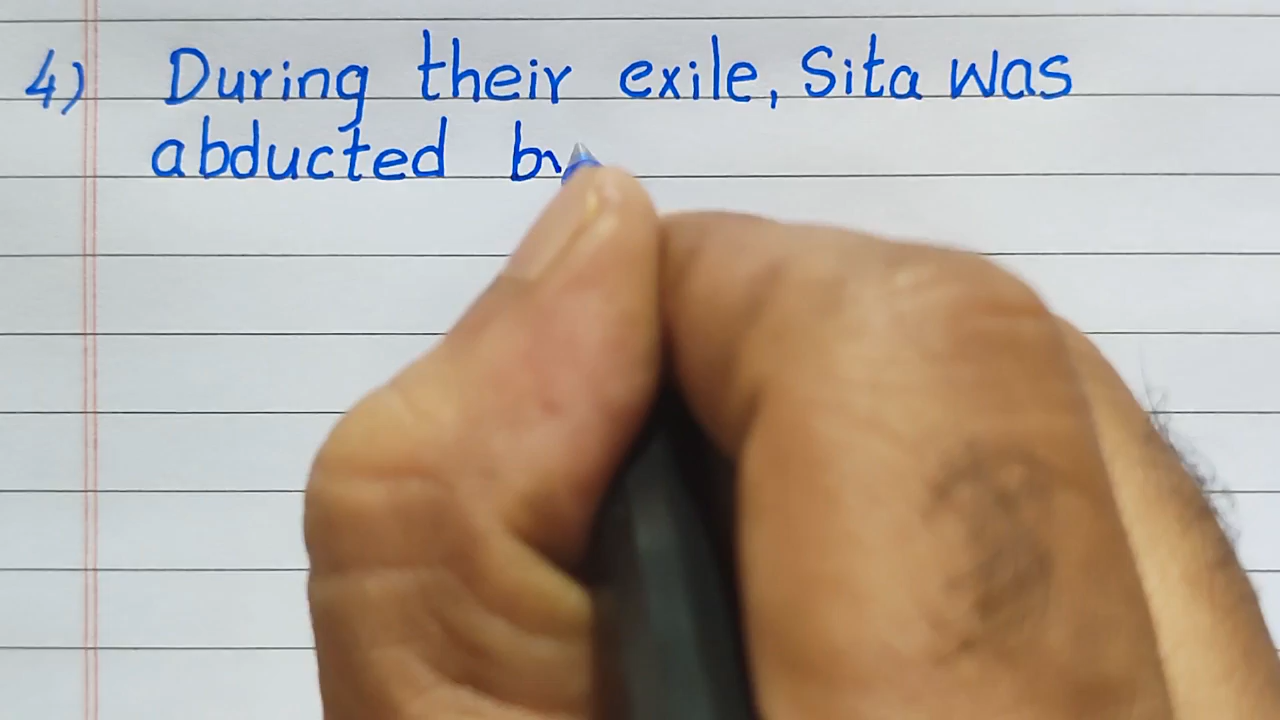 4) During their exile, Sita was
abducted